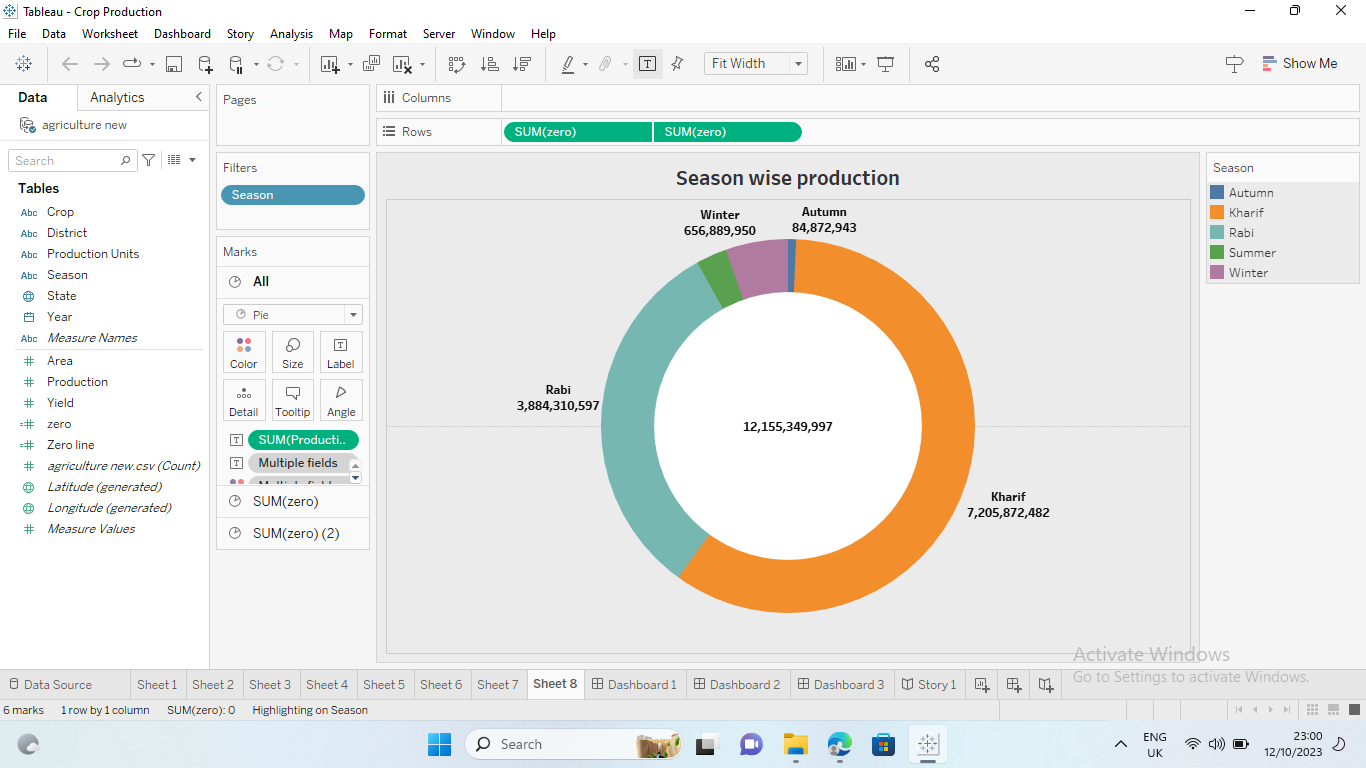 Tableau - Crop Production
File Data Worksheet Dashboard Story Analysis Map Format Server Window Help
Fit Width
Show Me
Data Analytics
agriculture new
Search
Tables
Abc Crop
Abc District
Abc Production Units
Abc Season
State
Year
Abc Measure Names
Area
Production
Yield
zero
Zero line
agriculture new.csv (Count)
Latitude (generated)
Longitude (generated)
Measure Values
Pages
Filters
Season
Marks
All
Pie
Color Size Label
Detail Tooltip Angle
SUM(Producti..
Multiple fields
SUM(zero)
SUM(zero) (2)
Columns
Rows SUM(zero) SUM(zero)
Season wise production
Winter
656,889,950
Autumn
84,872,943
Rabi
3,884,310,597
12,155,349,997
Kharif
7,205,872,482
Season
Autumn
Kharif
Rabi
Summer
Winter
Activate Windows
Go to Settings to activate Windows.
Data Source Sheet 1 Sheet 2 Sheet 3 Sheet 4 Sheet 5 Sheet 6 Sheet 7 Sheet 8 Dashboard 1 Dashboard 2 Dashboard 3 Story 1
6 marks 1 row by 1 column SUM(zero): 0 Highlighting on Season
Search
ENG
UK
23:00
12/10/2023